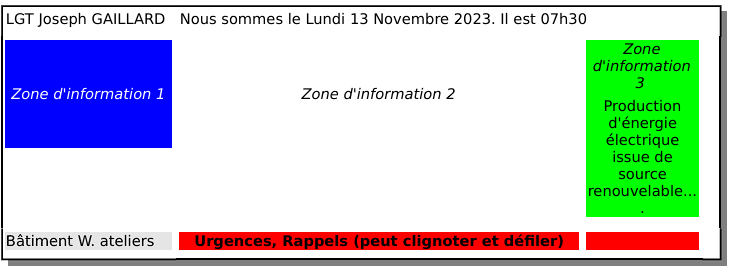 LGT Joseph GAILLARD Nous sommes le Lundi 13 Novembre 2023. Il est 07h30
Zone d'information 1
Zone d'information 2
Zone
d'information
3
Production
d'énergie
électrique
issue de
source
renouvelable...
.
Bâtiment W. ateliers
Urgences, Rappels (peut clignoter et défiler)